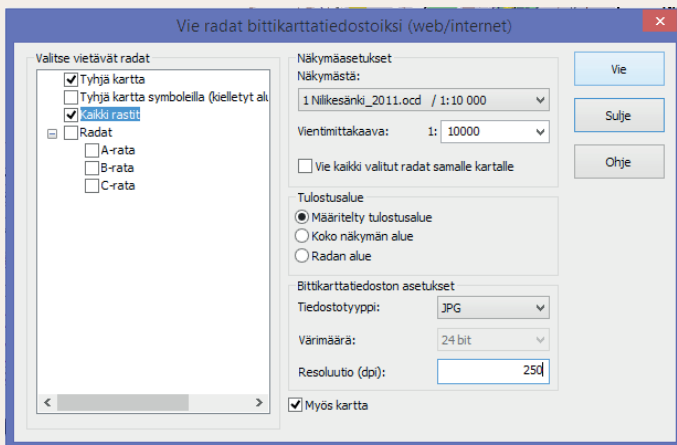 Vie radat bittikarttatiedostoiksi (web/internet)
Valitse vietävät radat
Tyhjä kartta
Tyhjä kartta symboleilla (kielletyt alu
Kaikki rastit
Radat
A-rata
B-rata
C-rata
Näkymäasetukset
Näkymästä:
1 Nilikesänki_2011.ocd / 1:10 000
Vientimittakaava: 1: 10000
Vie kaikki valitut radat samalle kartalle
Tulostusalue
Määritelty tulostusalue
Koko näkymän alue
Radan alue
Bittikarttatiedoston asetukset
Tiedostotyyppi: JPG
Värimäärä: 24 bit
Resoluutio (dpi): 250
Myös kartta
Vie
Sulje
Ohje